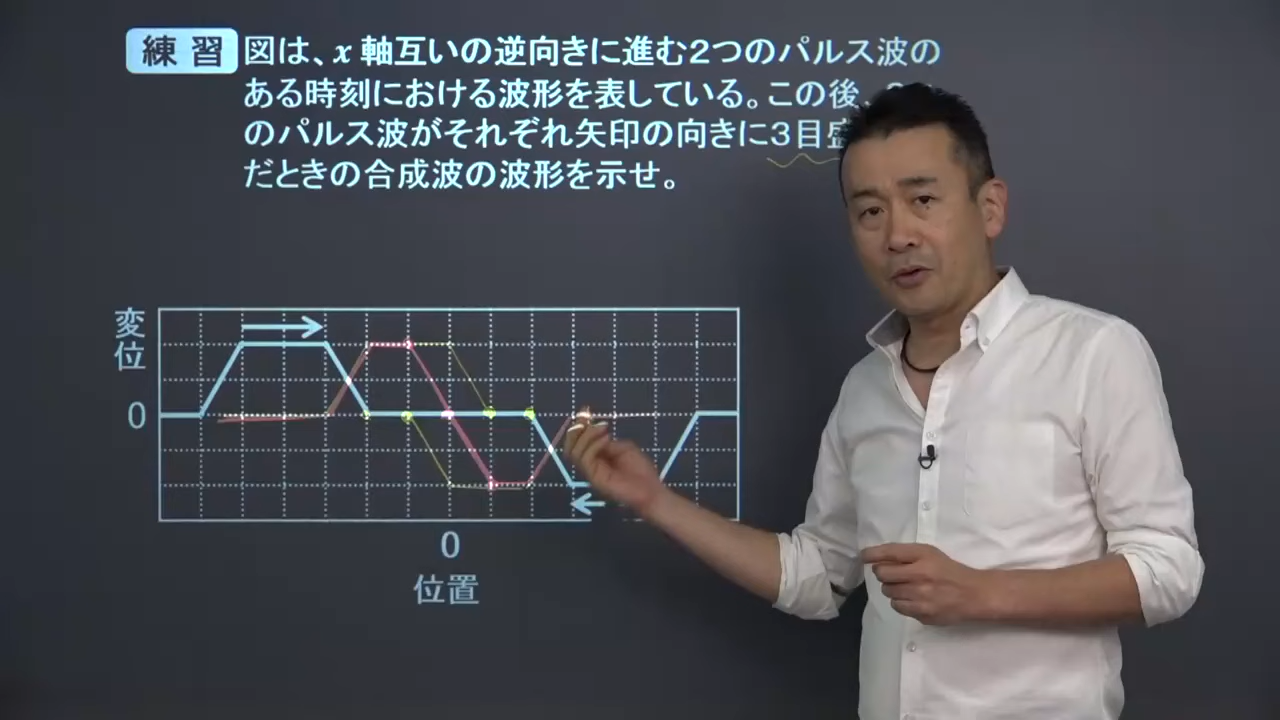 練習 図は、x 軸互いの逆向きに進む2つのパルス波の
ある時刻における波形を表している。この後、
のパルス波がそれぞれ矢印の向きに3目盛
だときの合成波の波形を示せ。
変位
0
0
位置